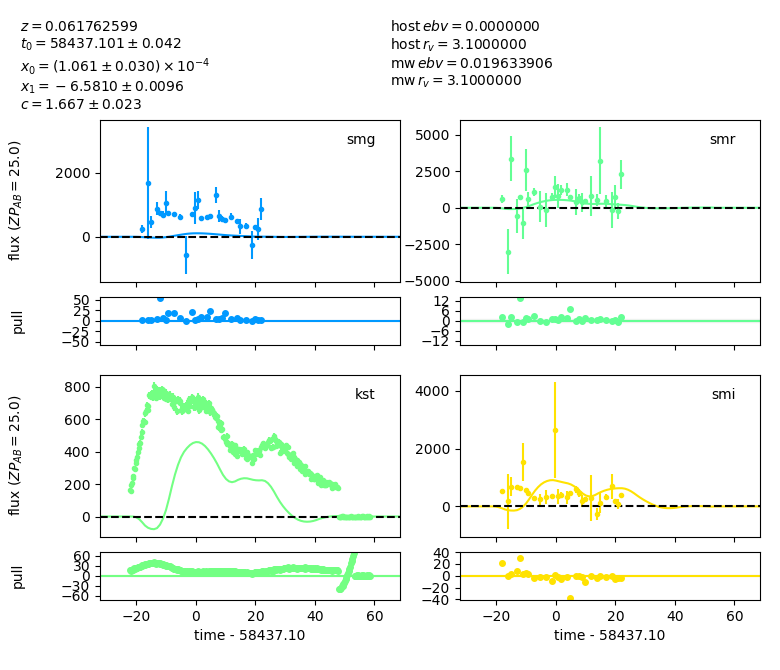 z = 0.061762599
t₀ = 58437.101 ± 0.042
x₀ = (1.061 ± 0.030) × 10⁻⁴
x₁ = −6.5810 ± 0.0096
c = 1.667 ± 0.023
host ebv = 0.0000000
host r_v = 3.1000000
mw ebv = 0.019633906
mw r_v = 3.1000000
smg
flux (ZP_AB = 25.0)
2000
0
smr
5000
2500
0
−2500
−5000
pull
50
25
0
−25
−50
12
6
0
−6
−12
kst
flux (ZP_AB = 25.0)
800
600
400
200
0
smi
4000
2000
0
pull
60
30
0
−30
−60
−20
0
20
40
60
time - 58437.10
40
20
0
−20
−40
−20
0
20
40
60
time - 58437.10